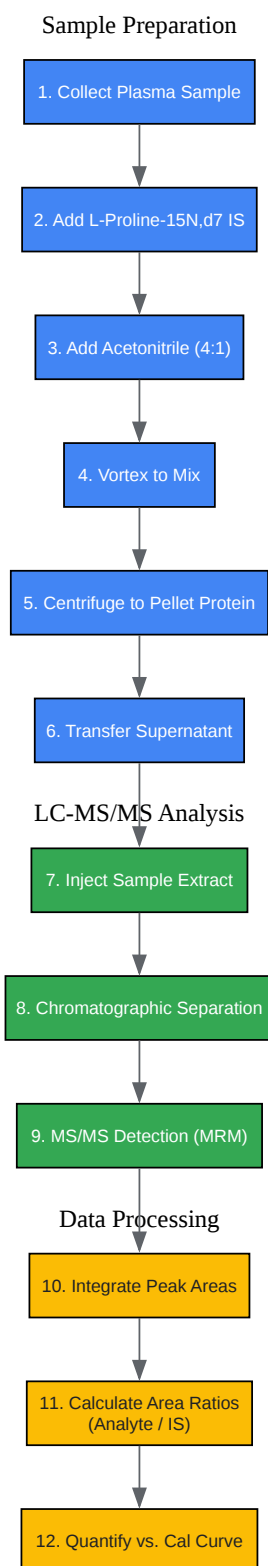 Sample Preparation
1. Collect Plasma Sample
2. Add L-Proline-15N,d7 IS
3. Add Acetonitrile (4:1)
4. Vortex to Mix
5. Centrifuge to Pellet Protein
6. Transfer Supernatant
LC-MS/MS Analysis
7. Inject Sample Extract
8. Chromatographic Separation
9. MS/MS Detection (MRM)
Data Processing
10. Integrate Peak Areas
11. Calculate Area Ratios
(Analyte / IS)
12. Quantify vs. Cal Curve